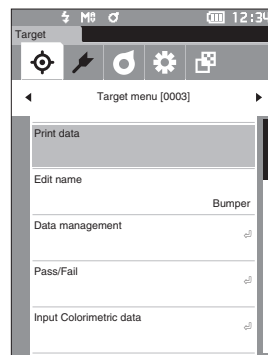 12:34
Target
Target menu [0003]
Print data
Edit name
Bumper
Data management
Pass/Fail
Input Colorimetric data